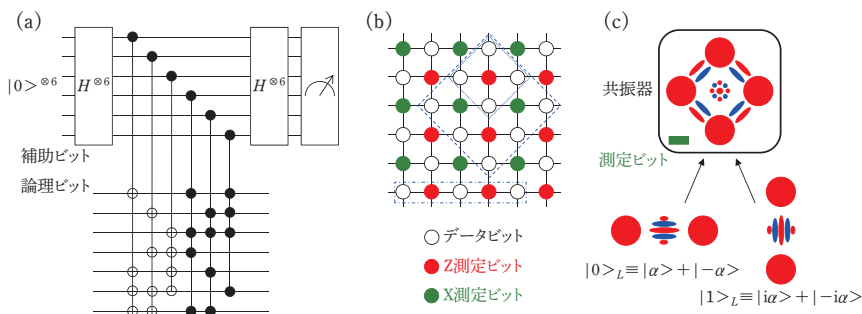 (a)
|0>⊗6
H⊗6
H⊗6
補助ビット
論理ビット
(b)
データビット
Z測定ビット
X測定ビット
(c)
共振器
測定ビット
|0>L≡|α>+|−α>
|1>L≡|iα>+|−iα>